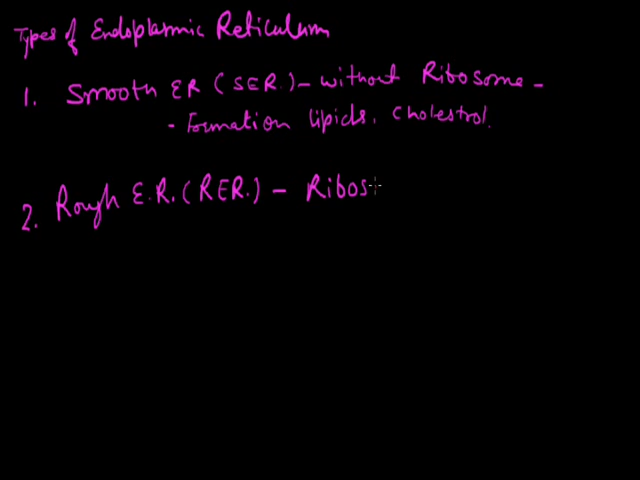 Types of Endoplasmic Reticulum
1. Smooth ER (SER.) - without Ribosome -
- Formation lipids, Cholestrol.
2. Rough E.R. (RER.) - Ribos